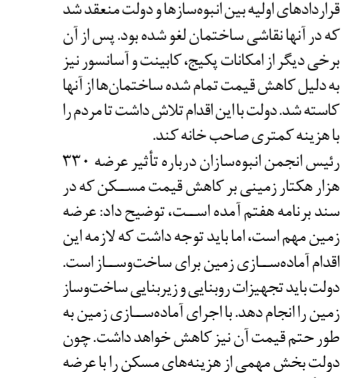 قراردادهای اولیه بین انبوه‌سازها و دولت منعقد شد
که در آنها نقاشی ساختمان لغو شده بود. پس از آن
برخی دیگر از امکانات پکیج، کابینت و آسانسور نیز
به دلیل کاهش قیمت تمام شده ساختمان‌ها از آنها
کاسته شد. دولت با این اقدام تلاش داشت تا مردم را
با هزینه کمتری صاحب خانه کند.
رئیس انجمن انبوه‌سازان درباره تأثیر عرضه ۳۳۰
هزار هکتار زمینی بر کاهش قیمت مسکن که در
سند برنامه هفتم آمده است، توضیح داد: عرضه
زمین مهم است، اما باید توجه داشت که لازمه این
اقدام آماده‌سازی زمین برای ساخت‌وساز است.
دولت باید تجهیزات روبنایی و زیربنایی ساخت‌وساز
زمین را انجام دهد. با اجرای آماده‌سازی زمین به
طور حتم قیمت آن نیز کاهش خواهد داشت. چون
دولت بخش مهمی از هزینه‌های مسکن را با عرضه